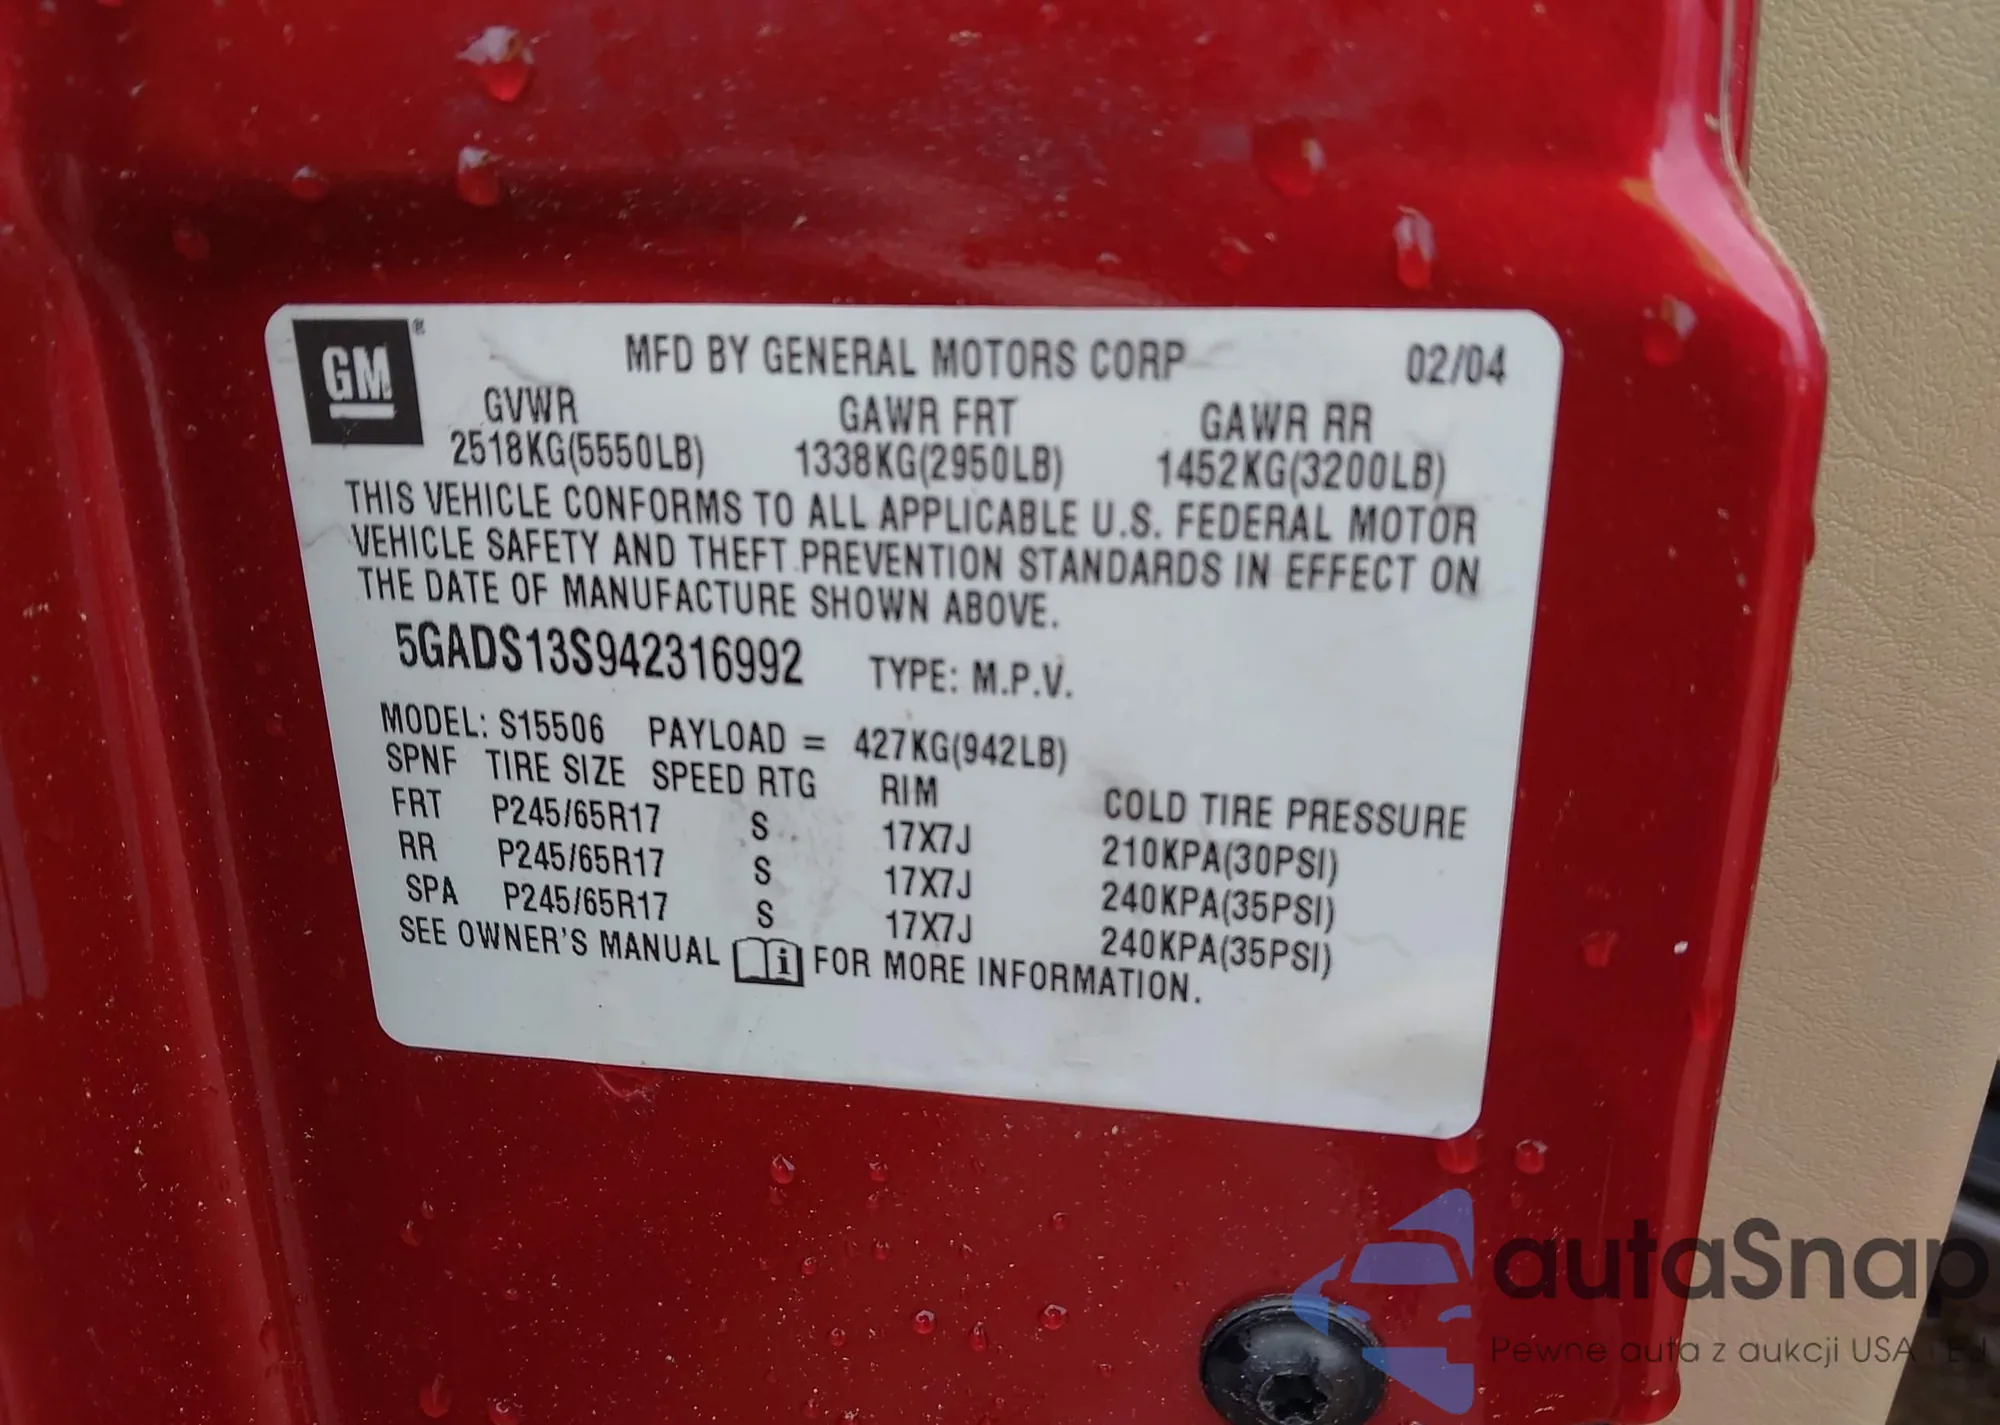 GM®
MFD BY GENERAL MOTORS CORP 02/04
GVWR GAWR FRT GAWR RR
2518KG(5550LB) 1338KG(2950LB) 1452KG(3200LB)
THIS VEHICLE CONFORMS TO ALL APPLICABLE U.S. FEDERAL MOTOR
VEHICLE SAFETY AND THEFT PREVENTION STANDARDS IN EFFECT ON
THE DATE OF MANUFACTURE SHOWN ABOVE.
5GADS13S942316992 TYPE: M.P.V.
MODEL: S15506 PAYLOAD = 427KG(942LB)
SPNF TIRE SIZE SPEED RTG RIM COLD TIRE PRESSURE
FRT P245/65R17 S 17X7J 210KPA(30PSI)
RR P245/65R17 S 17X7J 240KPA(35PSI)
SPA P245/65R17 S 17X7J 240KPA(35PSI)
SEE OWNER'S MANUAL i FOR MORE INFORMATION.
autaSnap
Pewne auta z aukcji USA i EU